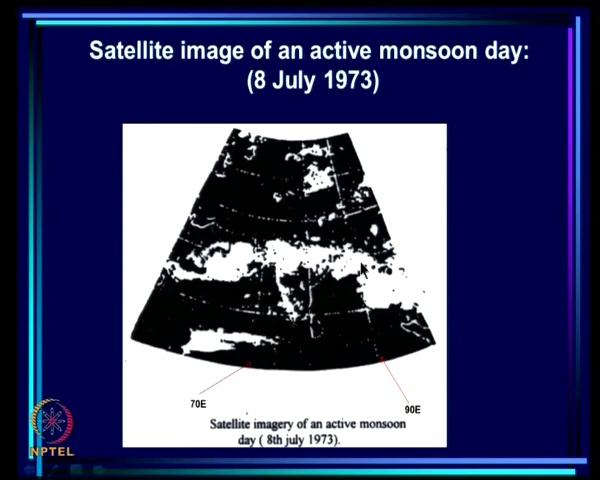 Satellite image of an active monsoon day:
(8 July 1973)
70E
90E
Satellite imagery of an active monsoon
day ( 8th july 1973).
NPTEL